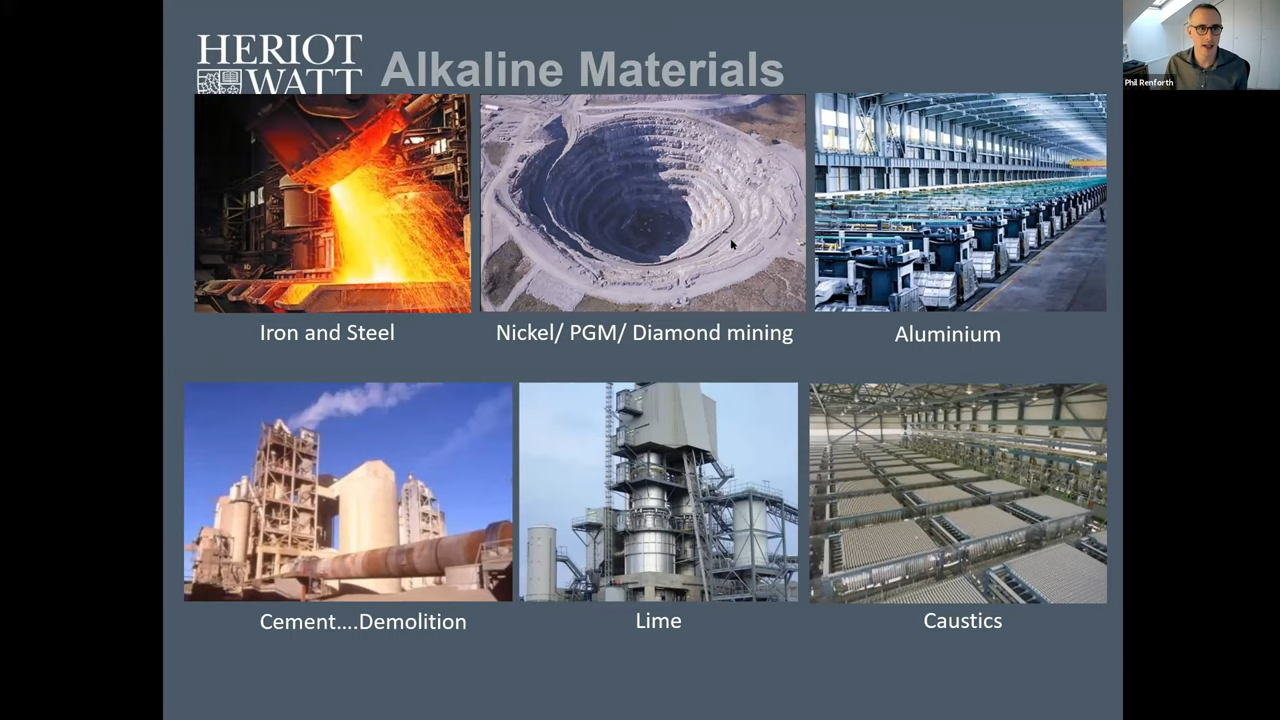 HERIOT
WATT
Alkaline Materials
Phil Renforth
Iron and Steel
Nickel/ PGM/ Diamond mining
Aluminium
Cement....Demolition
Lime
Caustics